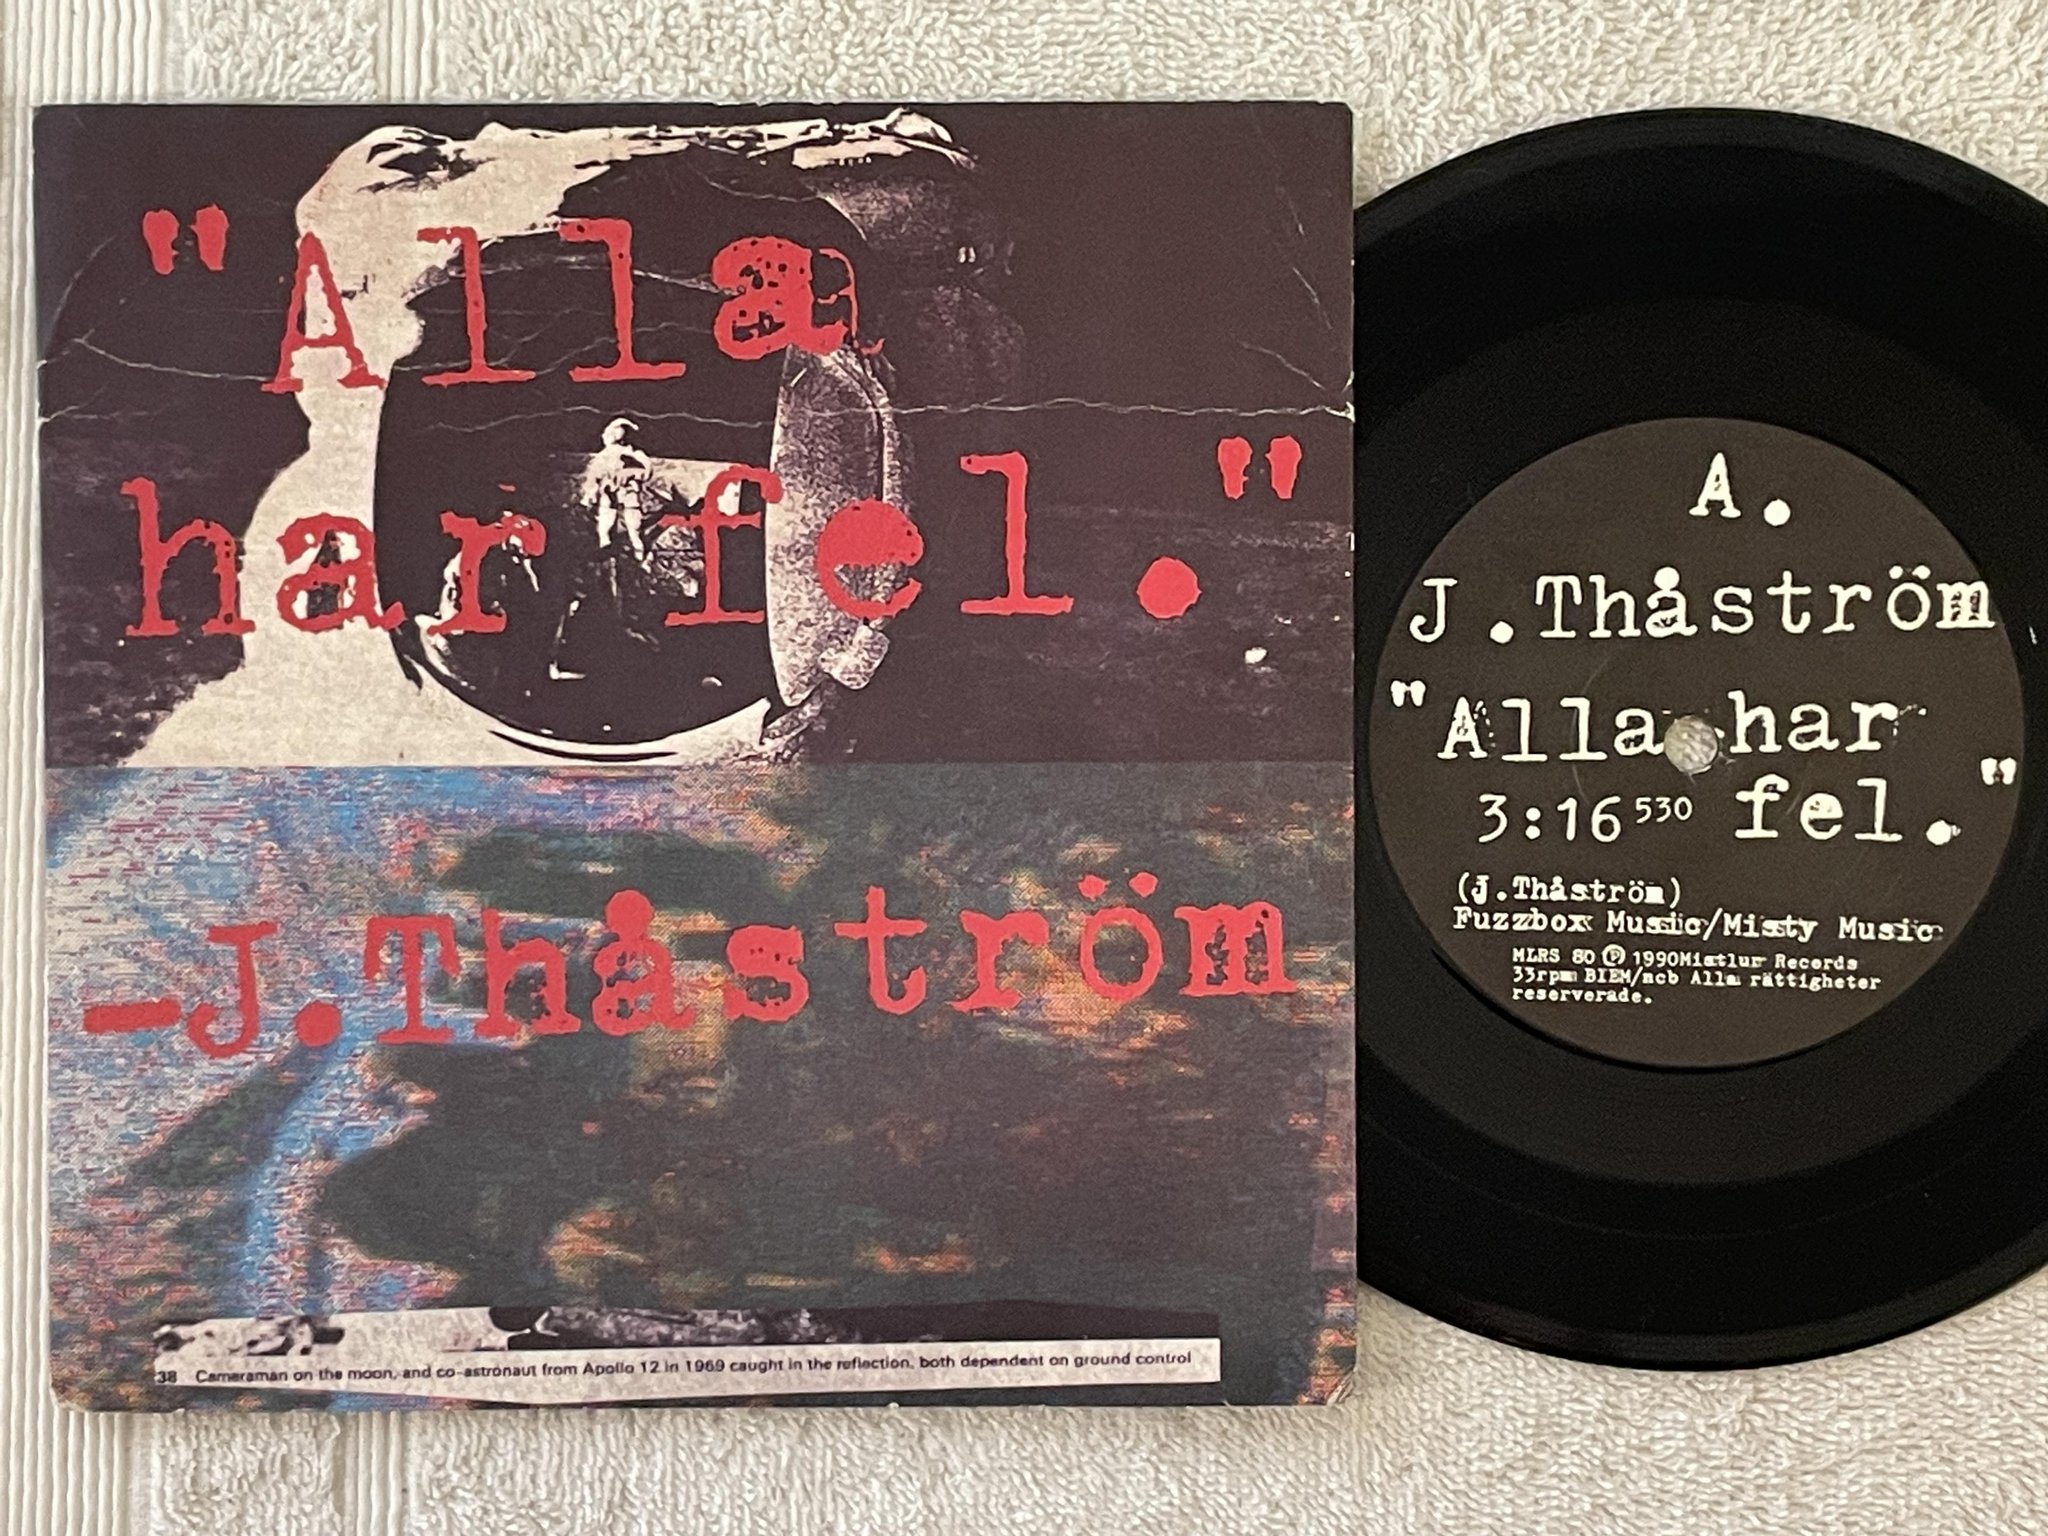 "Alla
har fel."
-J.Thåström
38 Cameraman on the moon, and co-astronaut from Apollo 12 in 1969 caught in the reflection, both dependent on ground control
A.
J.Thåström
"Alla har
3:16 530 fel."
(J.Thåström)
Fuzzbox Music/Misty Music
MLRS 80 ℗ 1990Mistlur Records
33rpm BIEM/ncb Alla rättigheter
reserverade.